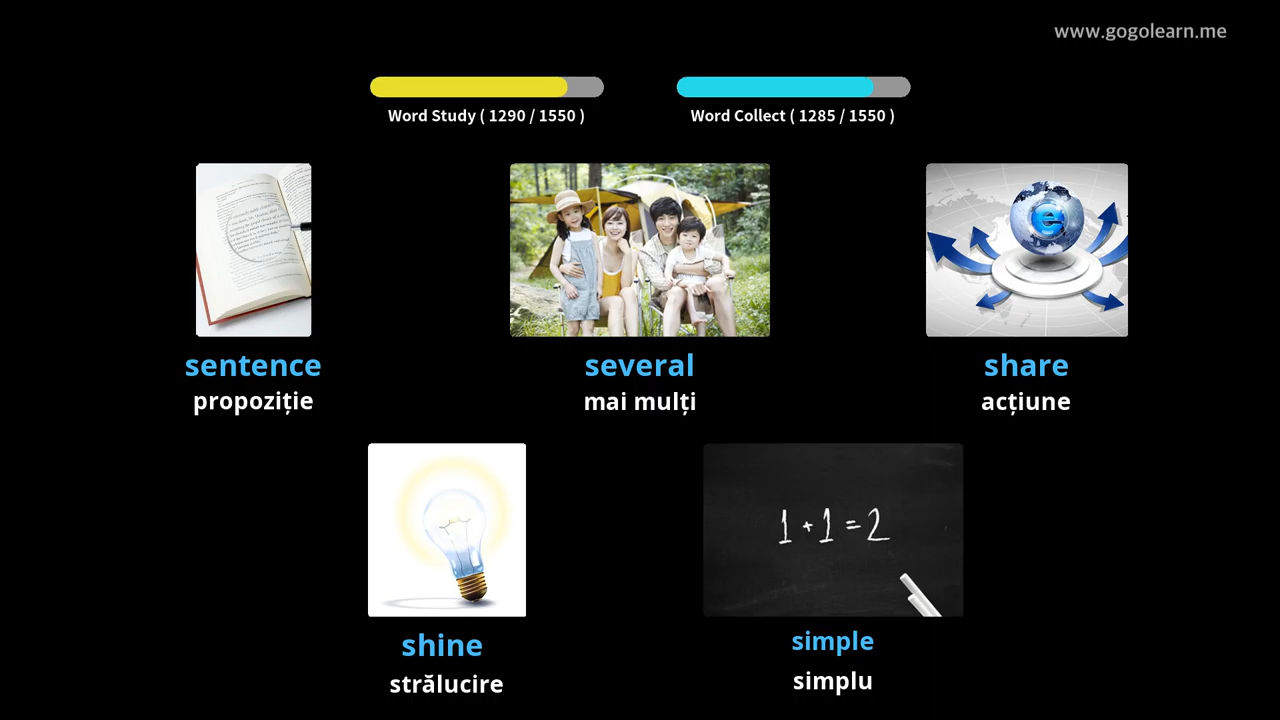 www.gogolearn.me
Word Study ( 1290 / 1550 )
Word Collect ( 1285 / 1550 )
sentence
propoziție
several
mai mulți
share
acțiune
e
1 + 1 = 2
shine
strălucire
simple
simplu